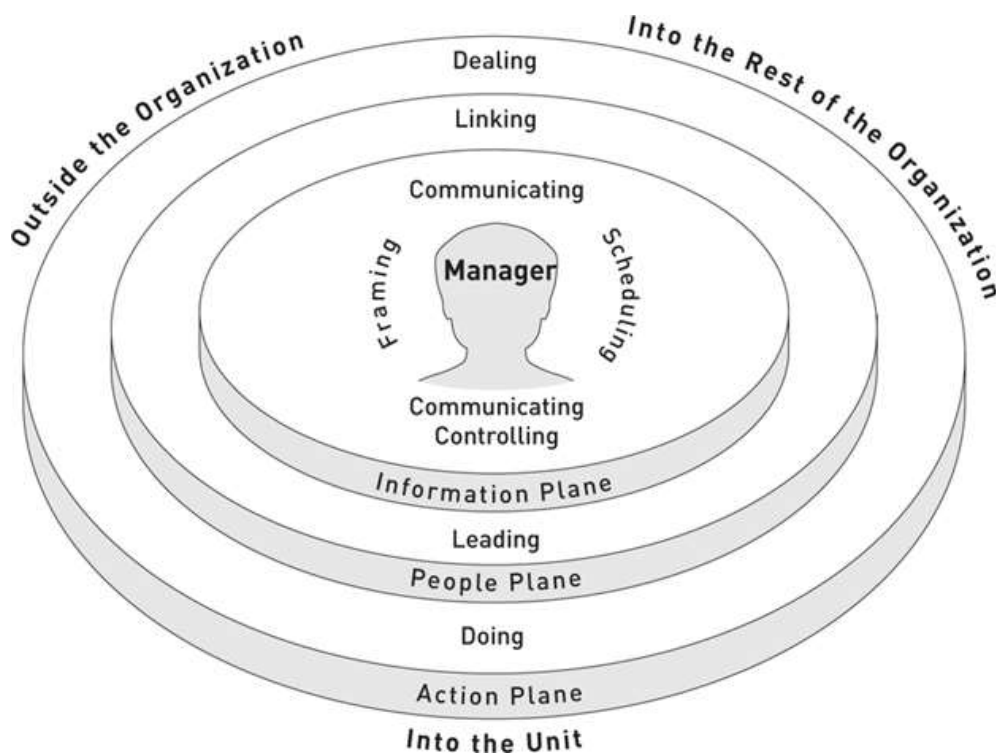 Outside the Organization
Into the Rest of the Organization
Dealing
Linking
Communicating
Framing
Manager
Scheduling
Communicating
Controlling
Information Plane
Leading
People Plane
Doing
Action Plane
Into the Unit